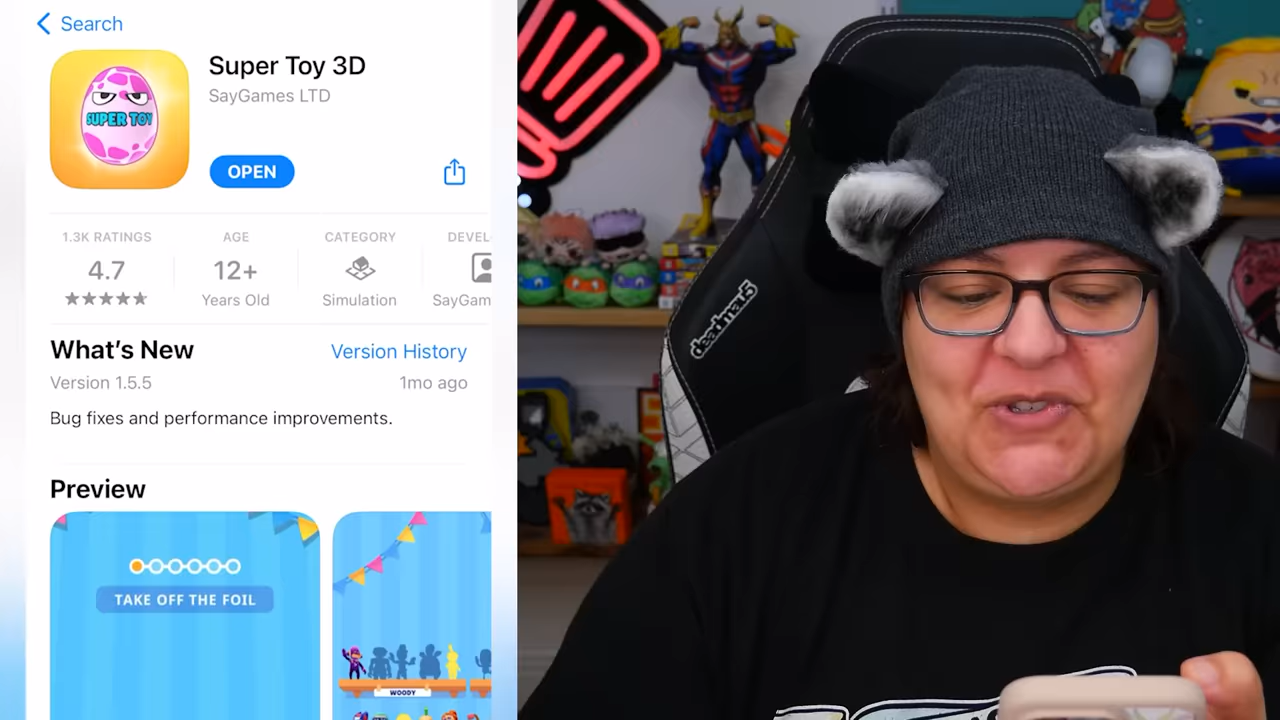 Search
Super Toy 3D
SayGames LTD
SUPER TOY
OPEN
1.3K RATINGS
AGE
CATEGORY
DEVEL
4.7
12+
Years Old
Simulation
SayGam
What's New
Version History
Version 1.5.5
1mo ago
Bug fixes and performance improvements.
Preview
TAKE OFF THE FOIL
WOODY
deadmau5